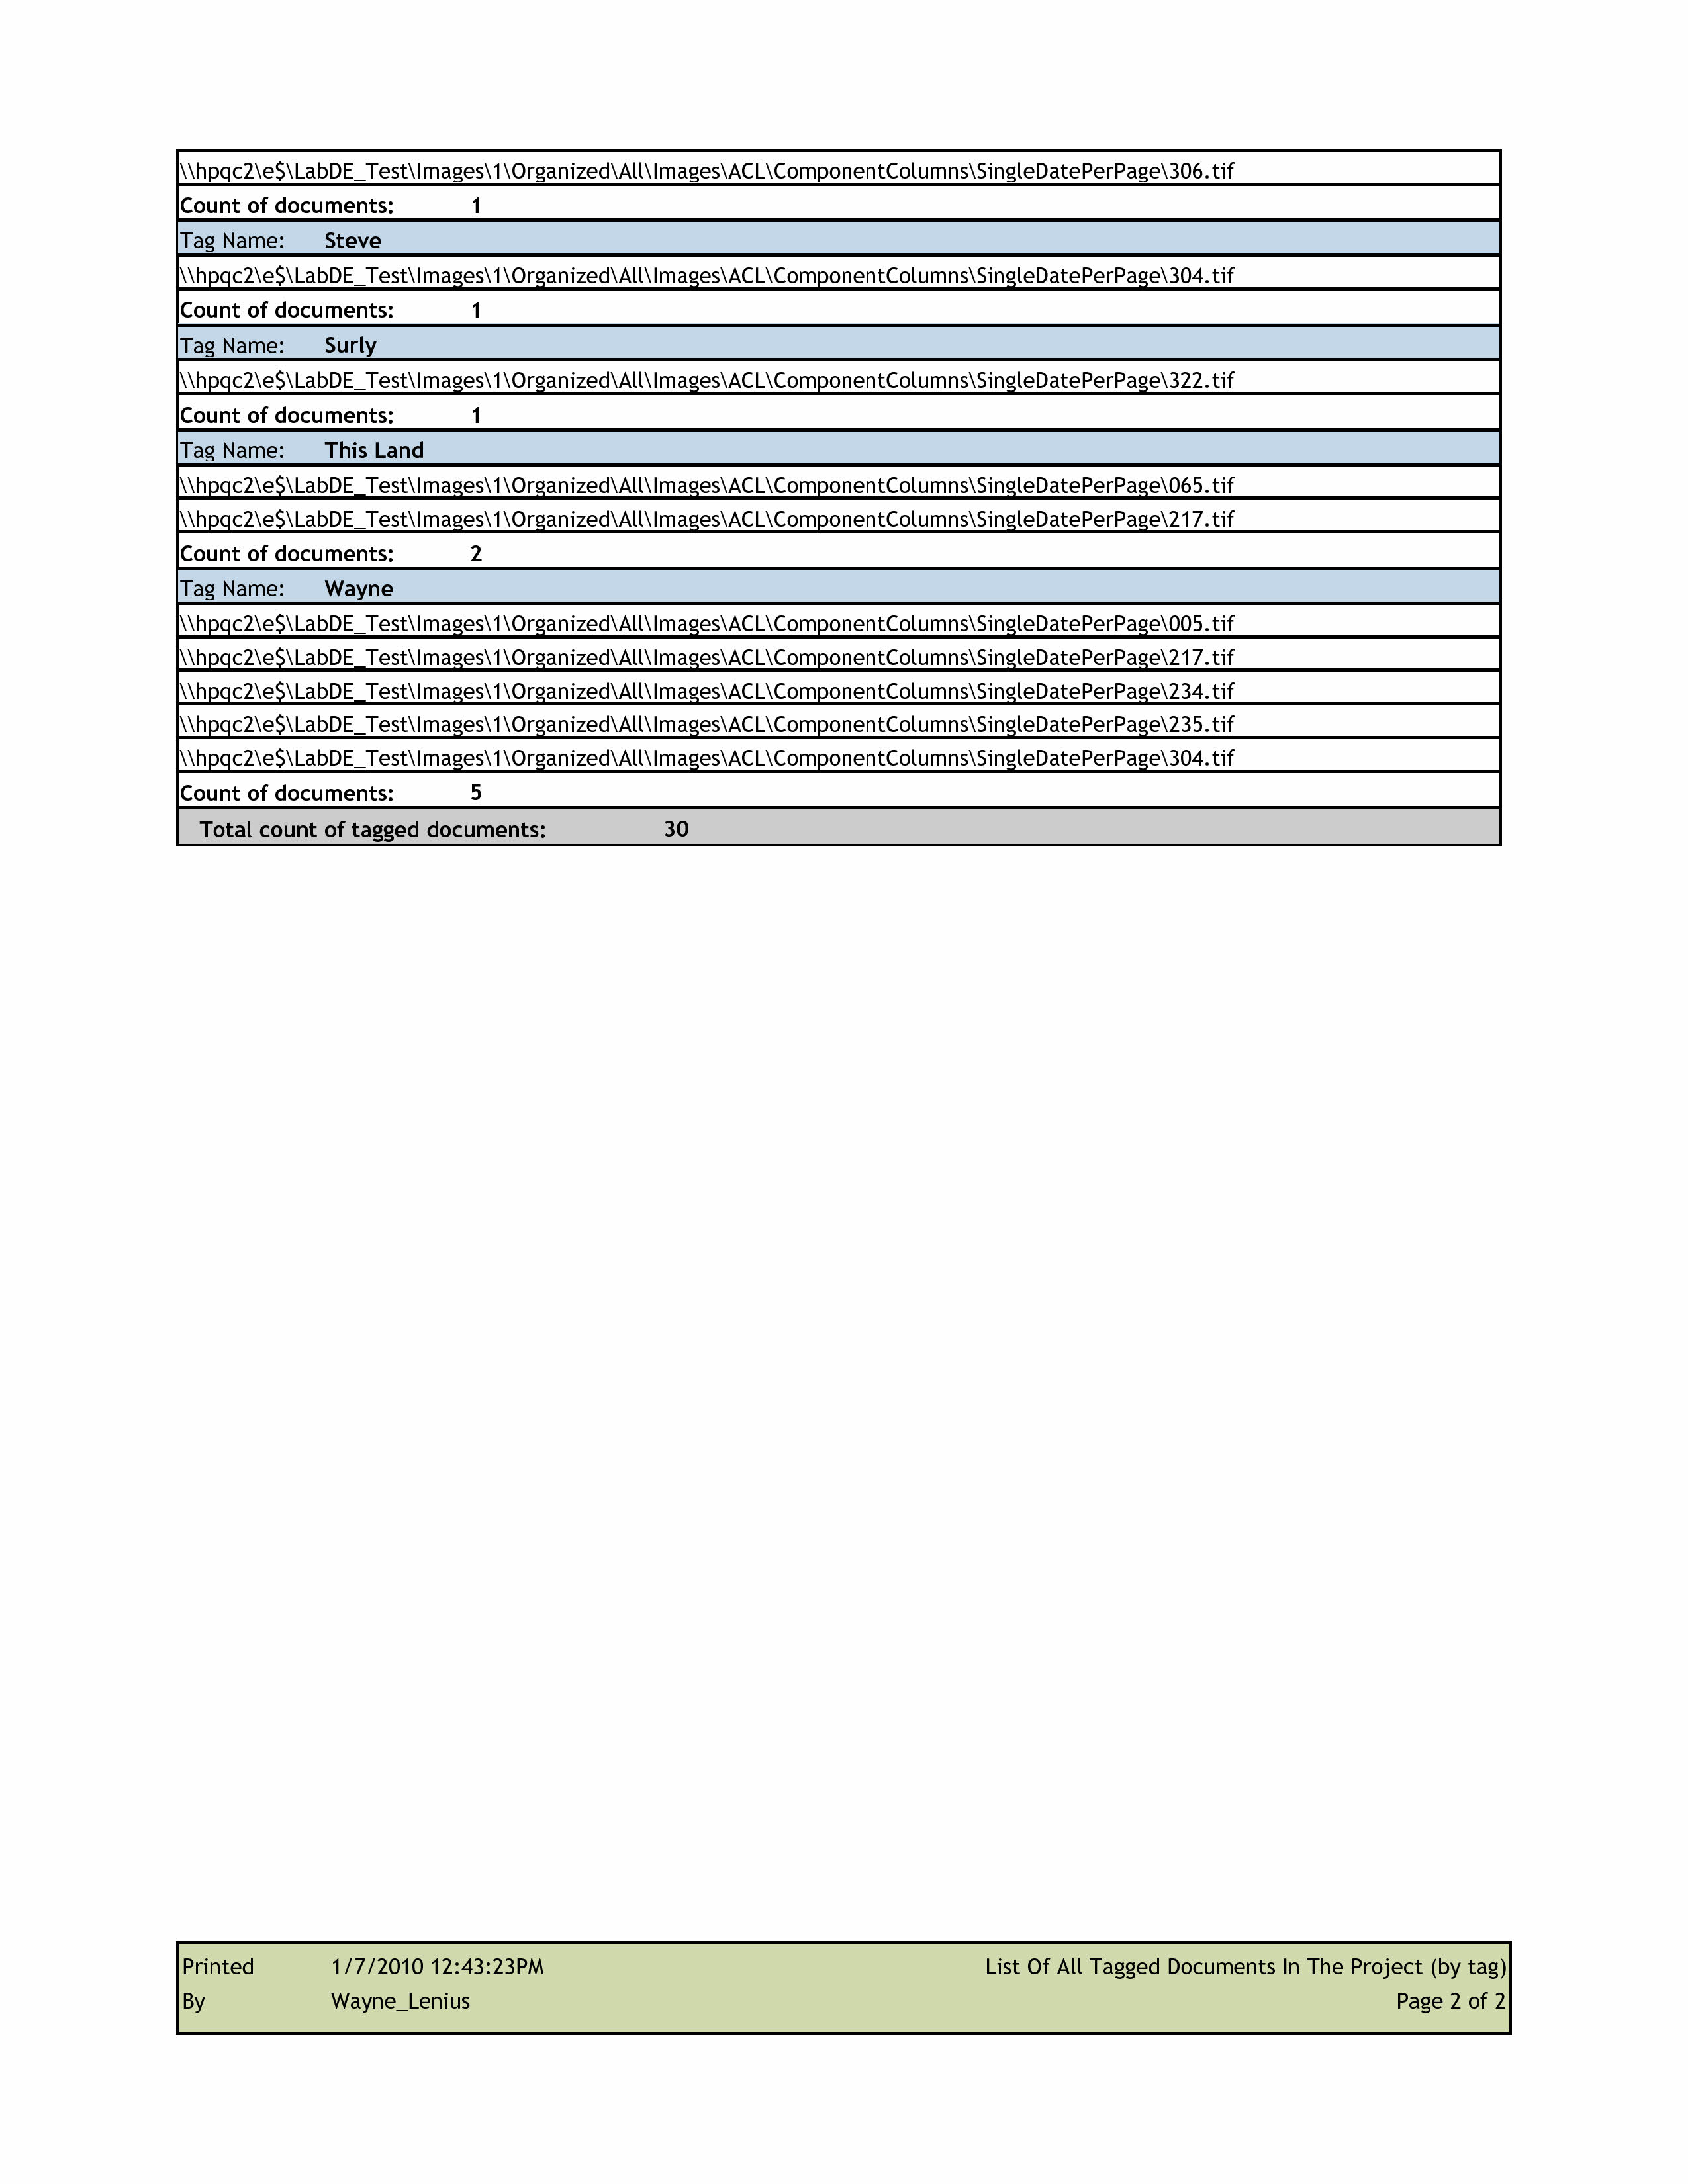 \\hpqc2\e$\LabDE_Test\Images\1\Organized\All\Images\ACL\ComponentColumns\SingleDatePerPage\306.tif
Count of documents: 1
Tag Name: Steve
\\hpqc2\e$\LabDE_Test\Images\1\Organized\All\Images\ACL\ComponentColumns\SingleDatePerPage\304.tif
Count of documents: 1
Tag Name: Surly
\\hpqc2\e$\LabDE_Test\Images\1\Organized\All\Images\ACL\ComponentColumns\SingleDatePerPage\322.tif
Count of documents: 1
Tag Name: This Land
\\hpqc2\e$\LabDE_Test\Images\1\Organized\All\Images\ACL\ComponentColumns\SingleDatePerPage\065.tif
\\hpqc2\e$\LabDE_Test\Images\1\Organized\All\Images\ACL\ComponentColumns\SingleDatePerPage\217.tif
Count of documents: 2
Tag Name: Wayne
\\hpqc2\e$\LabDE_Test\Images\1\Organized\All\Images\ACL\ComponentColumns\SingleDatePerPage\005.tif
\\hpqc2\e$\LabDE_Test\Images\1\Organized\All\Images\ACL\ComponentColumns\SingleDatePerPage\217.tif
\\hpqc2\e$\LabDE_Test\Images\1\Organized\All\Images\ACL\ComponentColumns\SingleDatePerPage\234.tif
\\hpqc2\e$\LabDE_Test\Images\1\Organized\All\Images\ACL\ComponentColumns\SingleDatePerPage\235.tif
\\hpqc2\e$\LabDE_Test\Images\1\Organized\All\Images\ACL\ComponentColumns\SingleDatePerPage\304.tif
Count of documents: 5
Total count of tagged documents: 30
Printed 1/7/2010 12:43:23PM List Of All Tagged Documents In The Project (by tag)
By Wayne_Lenius Page 2 of 2